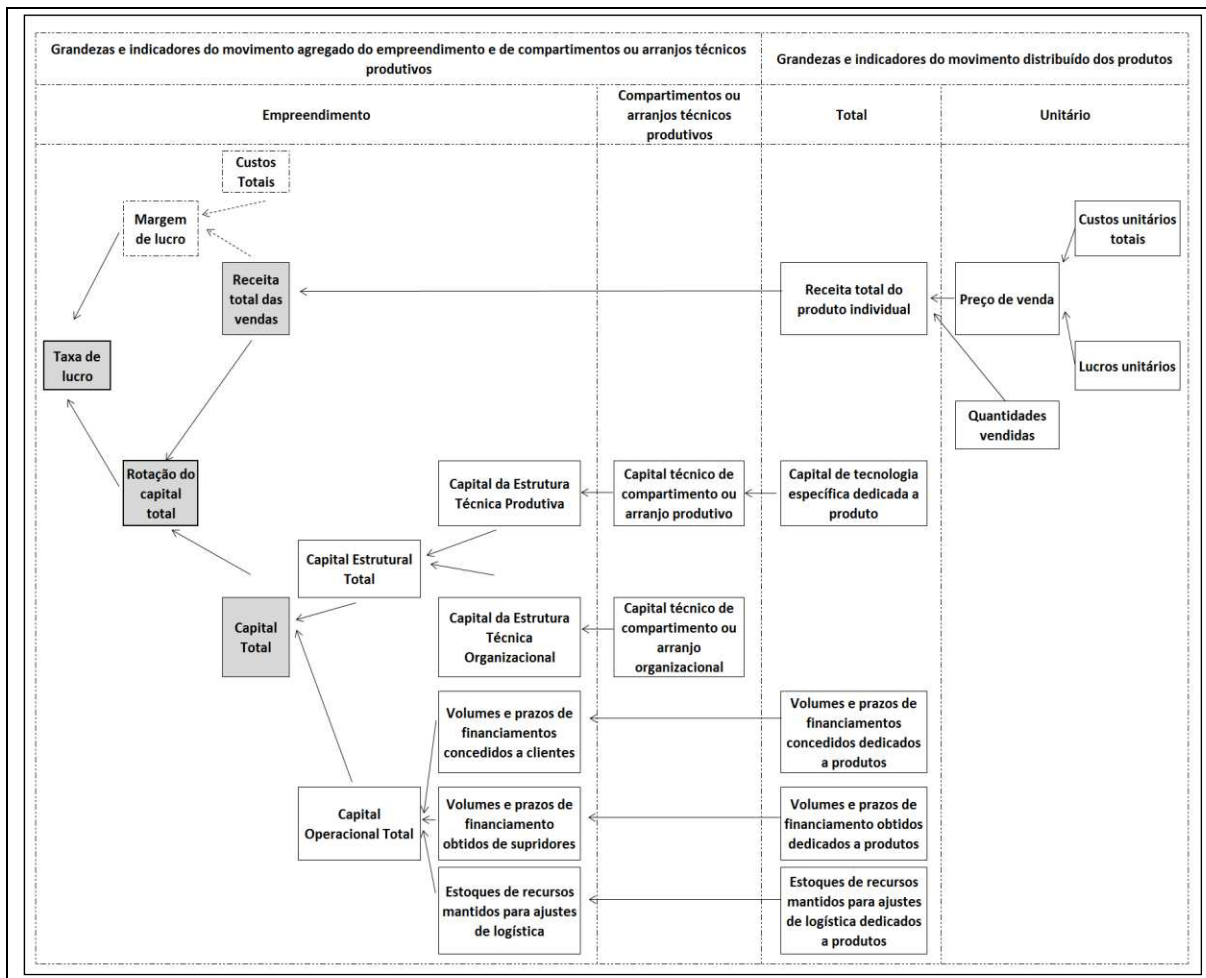 Grandezas e indicadores do movimento agregado do empreendimento e de compartimentos ou arranjos técnicos
produtivos
Grandezas e indicadores do movimento distribuído dos produtos
Empreendimento
Compartimentos ou
arranjos técnicos
produtivos
Total
Unitário
Custos
Totais
Margem
de lucro
Custos unitários
totais
Receita
total das
vendas
Receita total do
produto individual
Preço de venda
Taxa de
lucro
Lucros unitários
Quantidades
vendidas
Rotação do
capital
total
Capital da Estrutura
Técnica Produtiva
Capital técnico de
compartimento ou
arranjo produtivo
Capital de tecnologia
específica dedicada a
produto
Capital Estrutural
Total
Capital
Total
Capital da Estrutura
Técnica
Organizacional
Capital técnico de
compartimento ou
arranjo
organizacional
Volumes e prazos de
financiamentos
concedidos a clientes
Volumes e prazos de
financiamentos
concedidos dedicados
a produtos
Capital
Operacional Total
Volumes e prazos de
financiamento
obtidos de supridores
Volumes e prazos de
financiamento obtidos
dedicados a produtos
Estoques de recursos
mantidos para ajustes
de logística
Estoques de recursos
mantidos para ajustes
de logística dedicados
a produtos